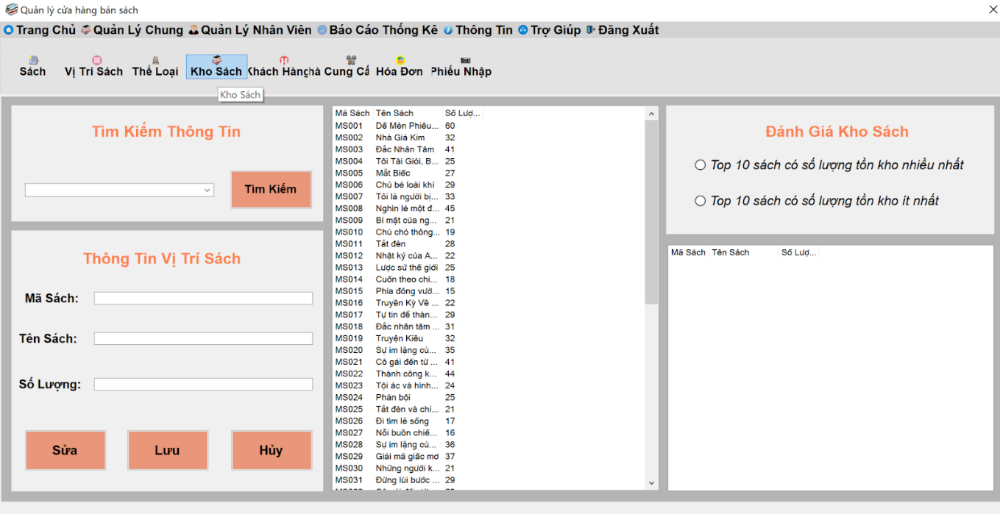 Quản lý cửa hàng bán sách
Trang Chủ Quản Lý Chung Quản Lý Nhân Viên Báo Cáo Thống Kê Thông Tin Trợ Giúp Đăng Xuất
Sách Vị Trí Sách Thể Loại Kho Sách Khách Hàng hà Cung Cấ Hóa Đơn Phiếu Nhập
Kho Sách
Tìm Kiếm Thông Tin
Tìm Kiếm
Thông Tin Vị Trí Sách
Mã Sách:
Tên Sách:
Số Lượng:
Sửa Lưu Hủy
Mã Sách Tên Sách Số Lượ...
MS001 Dế Mèn Phiêu... 60
MS002 Nhà Giả Kim 32
MS003 Đắc Nhân Tâm 41
MS004 Tôi Tài Giỏi, B... 25
MS005 Mắt Biếc 27
MS006 Chú bé loài khỉ 29
MS007 Tôi là người bị... 33
MS008 Nghìn lẻ một đ... 45
MS009 Bí mật của ng... 21
MS010 Chú chó thông... 19
MS011 Tắt đèn 28
MS012 Nhật ký của A... 22
MS013 Lược sử thế giới 25
MS014 Cuốn theo chi... 18
MS015 Phía đông vườ... 15
MS016 Truyền Kỳ Về ... 22
MS017 Tự tin để thàn... 29
MS018 Đắc nhân tâm ... 31
MS019 Truyện Kiều 32
MS020 Sự im lặng củ... 35
MS021 Cô gái đến từ ... 41
MS022 Thành công k... 44
MS023 Tội ác và hình... 24
MS024 Phản bội 25
MS025 Tắt đèn và chí... 21
MS026 Đi tìm lẽ sống 17
MS027 Nỗi buồn chiế... 16
MS028 Sự im lặng củ... 36
MS029 Giải mã giấc mơ 37
MS030 Những người k... 21
MS031 Đừng lùi bước ... 29
Đánh Giá Kho Sách
Top 10 sách có số lượng tồn kho nhiều nhất
Top 10 sách có số lượng tồn kho ít nhất
Mã Sách Tên Sách Số Lượ...